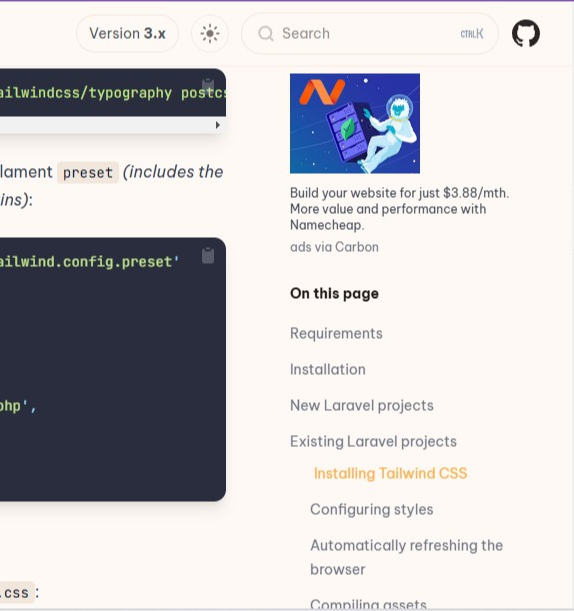 Version 3.x
Search
CTRL K
ailwindcss/typography postcs
lament preset (includes the
ins):
ailwind.config.preset'
php',
.css :
Build your website for just $3.88/mth.
More value and performance with
Namecheap.
ads via Carbon
On this page
Requirements
Installation
New Laravel projects
Existing Laravel projects
Installing Tailwind CSS
Configuring styles
Automatically refreshing the
browser
Compiling assets